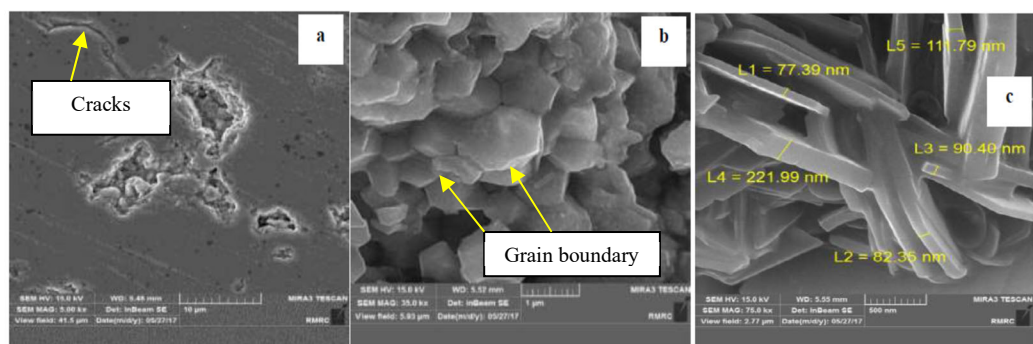 a
Cracks
SEM HV: 15.0 kV
WD: 5.48 mm
MIRA3 TESCAN
SEM MAG: 5.00 kx
Det: InBeam SE
10 µm
View field: 41.5 µm
Date(m/d/y): 05/27/17
RMRC
b
Grain boundary
SEM HV: 15.0 kV
WD: 5.52 mm
MIRA3 TESCAN
SEM MAG: 35.0 kx
Det: InBeam SE
1 µm
View field: 5.93 µm
Date(m/d/y): 05/27/17
RMRC
c
L5 = 111.79 nm
L1 = 77.39 nm
L3 = 90.40 nm
L4 = 221.99 nm
L2 = 82.35 nm
SEM HV: 15.0 kV
WD: 5.55 mm
MIRA3 TESCAN
SEM MAG: 75.0 kx
Det: InBeam SE
500 nm
View field: 2.77 µm
Date(m/d/y): 05/27/17
RMRC